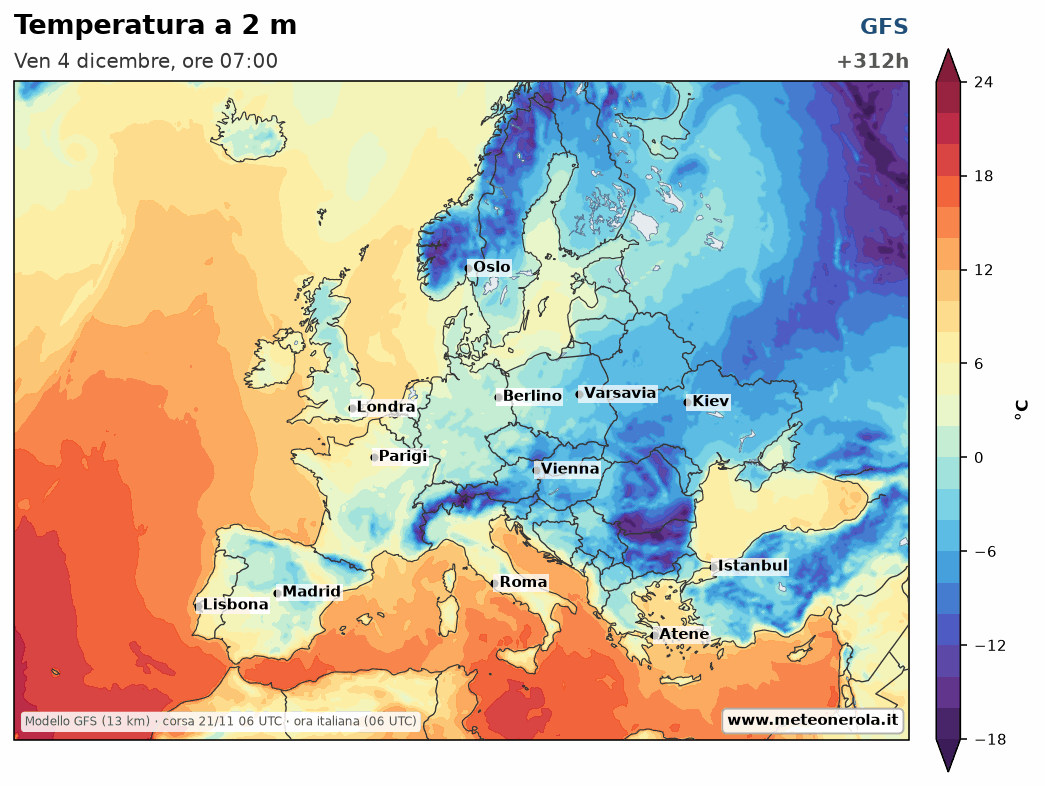 Temperatura a 2 m
GFS
Ven 4 dicembre, ore 07:00
+312h
24
18
12
6
0
−6
−12
−18
°C
Oslo
Londra
Berlino
Varsavia
Kiev
Parigi
Vienna
Istanbul
Roma
Madrid
Lisbona
Atene
Modello GFS (13 km) · corsa 21/11 06 UTC · ora italiana (06 UTC)
www.meteonerola.it